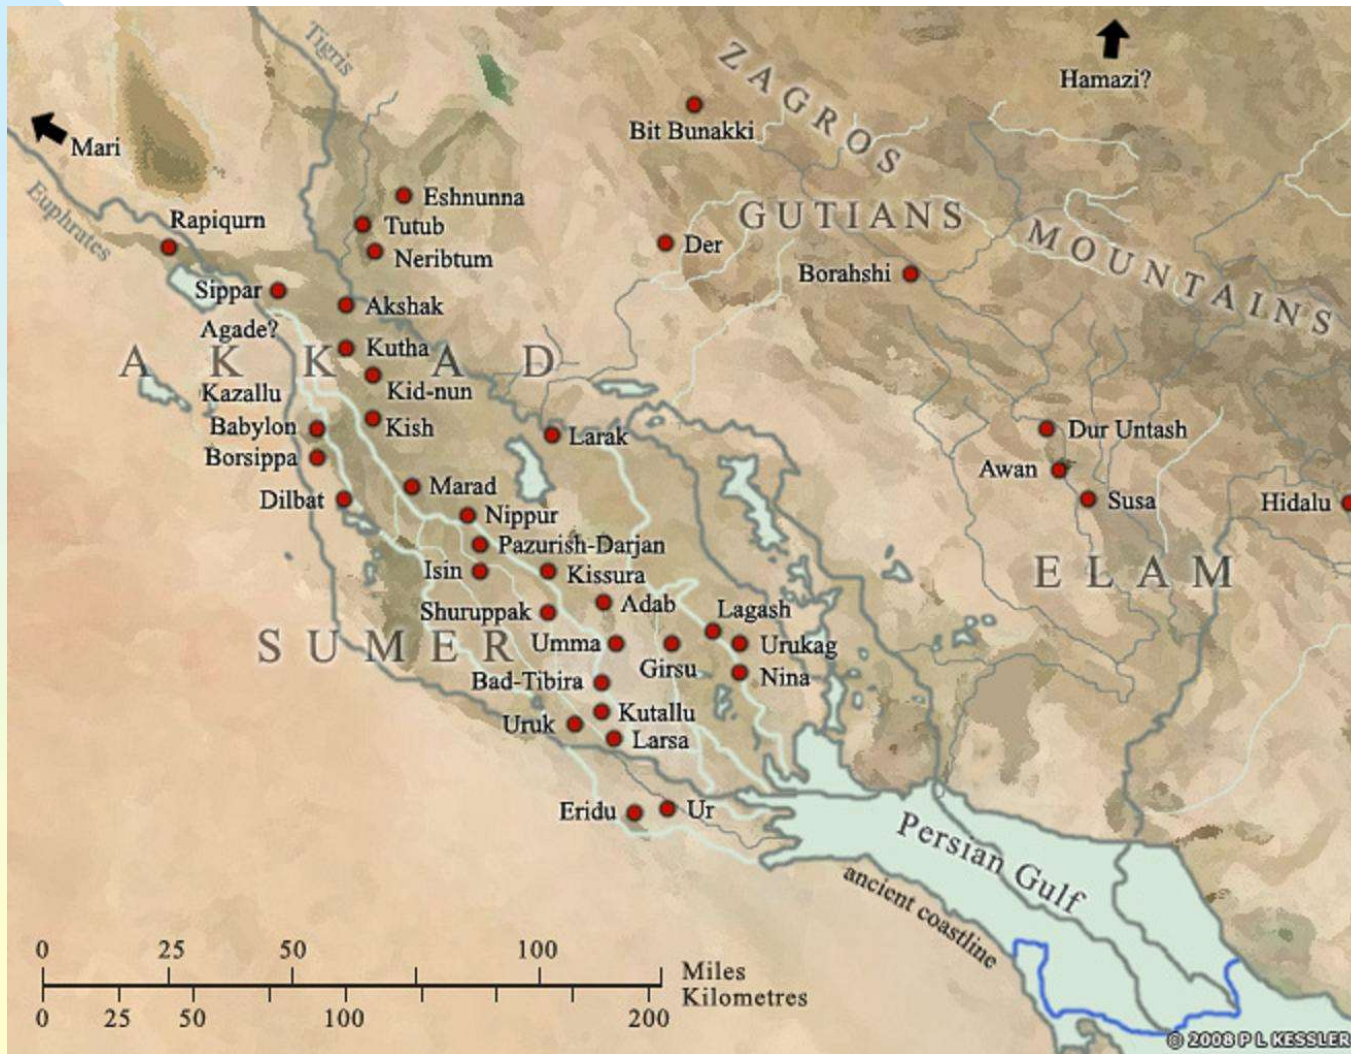 Tigris
ZAGROS
Hamazi?
Bit Bunakki
Mari
Eshnunna
Euphrates
Rapiqurn
Tutub
GUTIANS
Der
Neribtum
MOUNTAINS
Borahshi
Sippar
Akshak
Agade?
Kutha
AKKAD
Kid-nun
Kazallu
Babylon
Kish
Larak
Dur Untash
Borsippa
Awan
Marad
Dilbat
Susa
Hidalu
Nippur
Pazurish-Darjan
Isin
Kissura
ELAM
Adab
Shuruppak
Lagash
SUMER
Umma
Urukag
Girsu
Nina
Bad-Tibira
Kutallu
Uruk
Larsa
Eridu
Ur
Persian Gulf
ancient coastline
0 25 50 100
Miles
Kilometres
0 25 50 100 200
© 2008 P L KESSLER